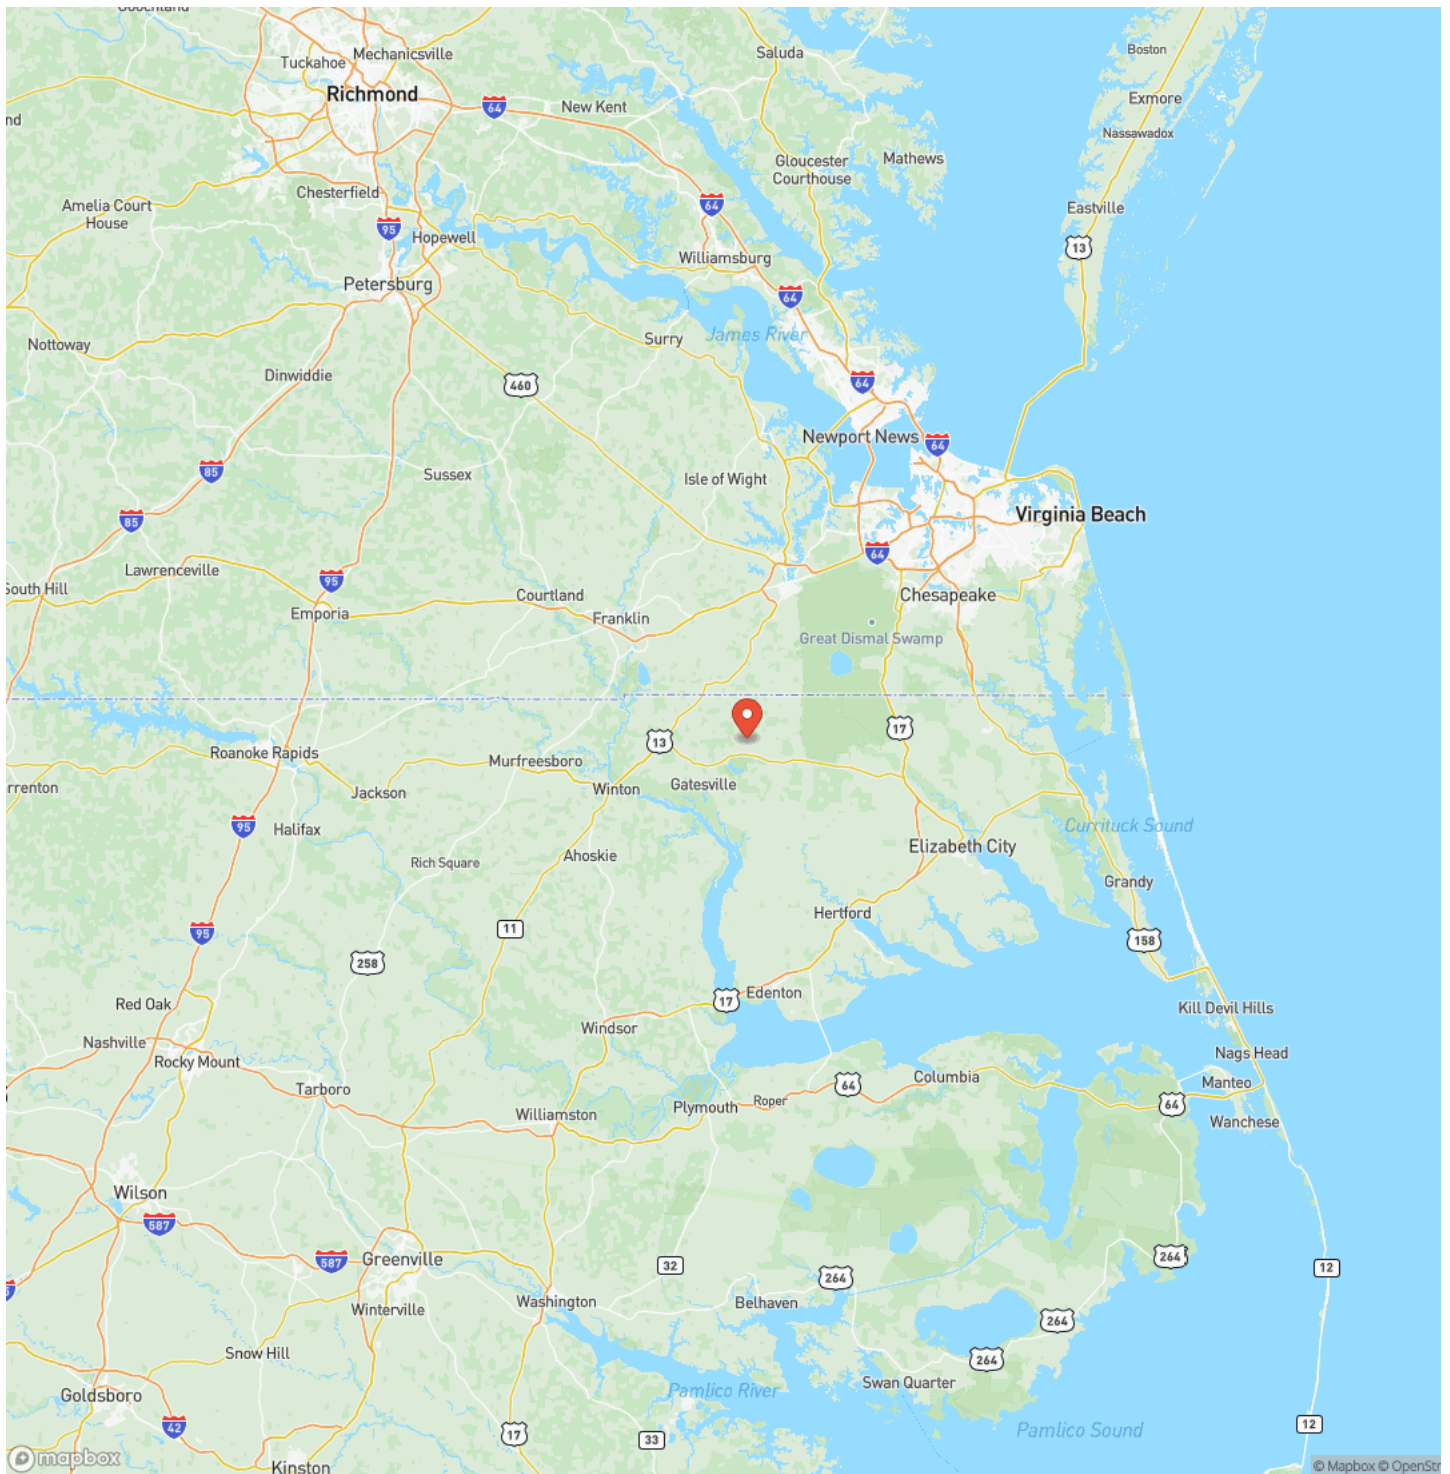 Goochland
Mechanicsville
Tuckahoe
Richmond
64
New Kent
Saluda
Boston
Exmore
Nassawadox
nd
Gloucester
Courthouse
Mathews
Chesterfield
Amelia Court
House
95
Hopewell
64
Eastville
13
Williamsburg
Petersburg
64
James River
Surry
Nottoway
Dinwiddie
460
64
Newport News
64
85
Sussex
Isle of Wight
85
Virginia Beach
64
Lawrenceville
95
South Hill
Emporia
Courtland
Franklin
Chesapeake
Great Dismal Swamp
13
17
Roanoke Rapids
Murfreesboro
Gatesville
Winton
rrenton
Jackson
95
Halifax
Currituck Sound
Elizabeth City
Ahoskie
Rich Square
Grandy
Hertford
11
95
158
258
Edenton
17
Red Oak
Kill Devil Hills
Windsor
Nashville
Rocky Mount
Nags Head
Columbia
64
Manteo
Tarboro
Roper
Plymouth
64
Williamston
Wanchese
Wilson
587
587
Greenville
264
32
264
12
Washington
Belhaven
Winterville
264
Snow Hill
264
Swan Quarter
Pamlico River
Goldsboro
42
17
33
Pamlico Sound
12
mapbox
Kinston
© Mapbox © OpenStr